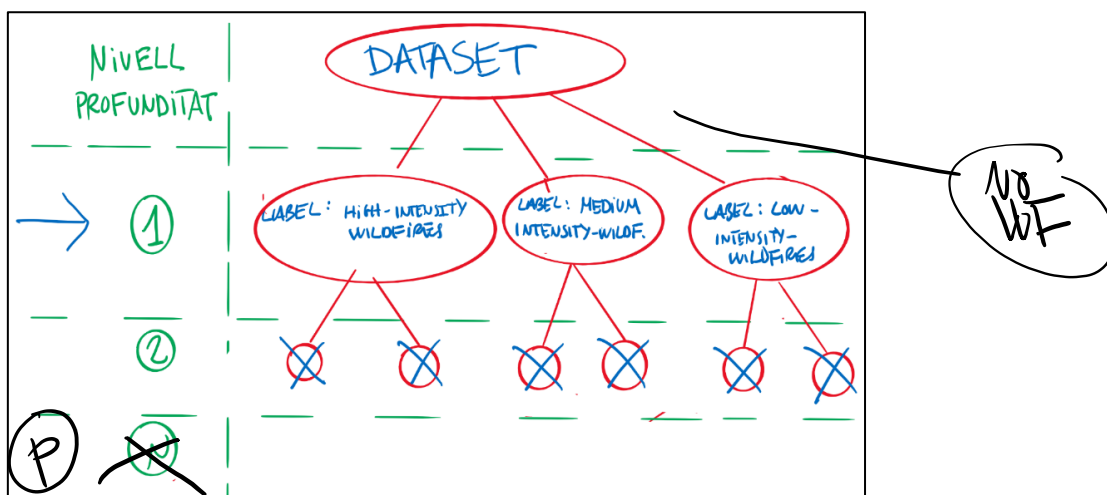 NIVELL
PROFUNDITAT
DATASET
1
LABEL: HIGH-INTENSITY
WILDFIRES
LABEL: MEDIUM
INTENSITY-WILDF.
LABEL: LOW-
INTENSITY-
WILDFIRES
NO
WF
2
P
N